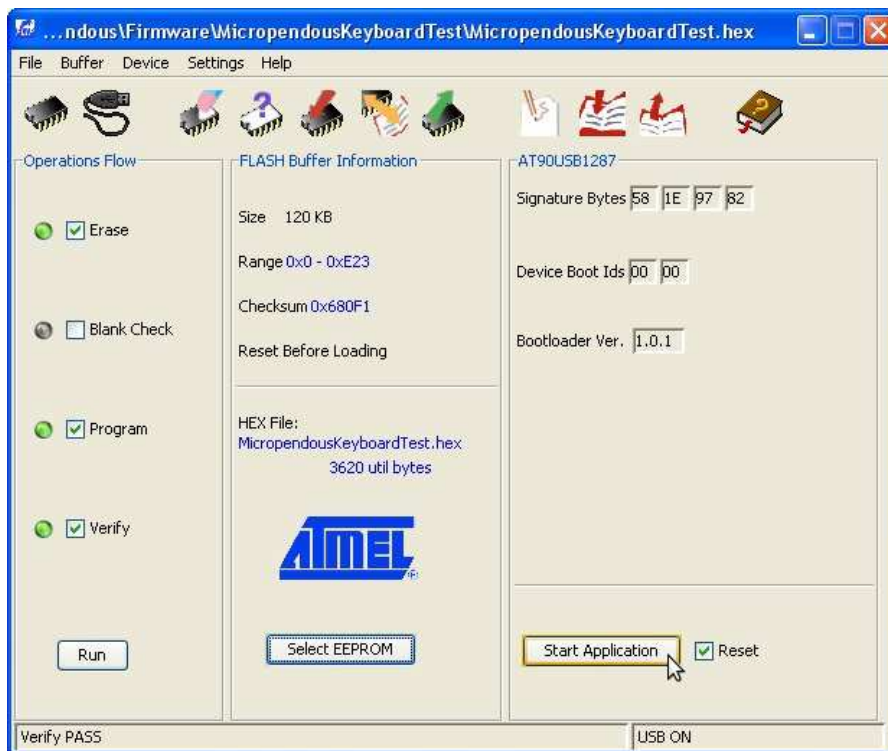 ...ndous\Firmware\MicropendousKeyboardTest\MicropendousKeyboardTest.hex
File Buffer Device Settings Help
Operations Flow
Erase
Blank Check
Program
Verify
Run
FLASH Buffer Information
Size 120 KB
Range 0x0 - 0xE23
Checksum 0x680F1
Reset Before Loading
HEX File:
MicropendousKeyboardTest.hex
3620 util bytes
ATMEL
®
Select EEPROM
AT90USB1287
Signature Bytes 58 1E 97 82
Device Boot Ids 00 00
Bootloader Ver. 1.0.1
Start Application Reset
Verify PASS USB ON